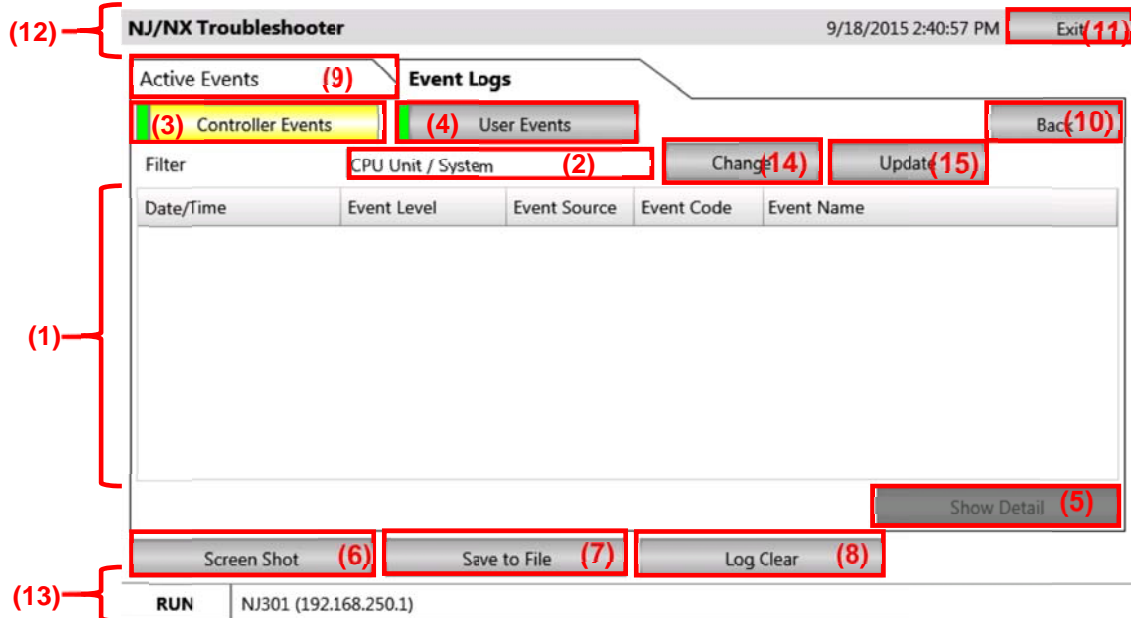 (12) NJ/NX Troubleshooter 9/18/2015 2:40:57 PM Exit (11)
Active Events (9) Event Logs
(3) Controller Events (4) User Events Back (10)
Filter CPU Unit / System (2) Change (14) Update (15)
Date/Time Event Level Event Source Event Code Event Name
(1)
Show Detail (5)
Screen Shot (6) Save to File (7) Log Clear (8)
(13) RUN NJ301 (192.168.250.1)